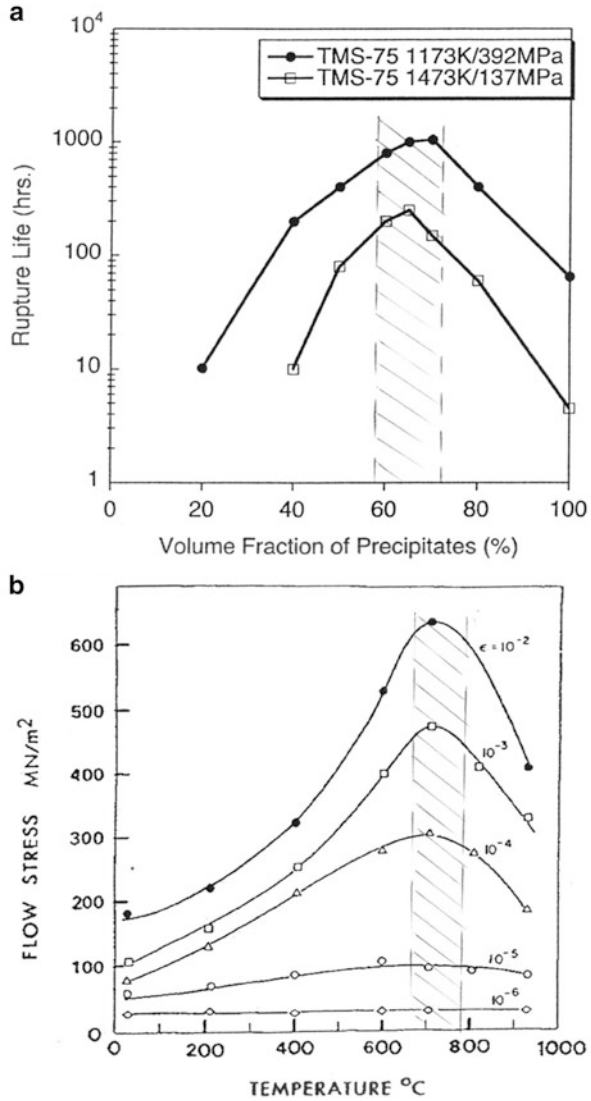 a
10⁴
TMS-75 1173K/392MPa
TMS-75 1473K/137MPa
1000
100
10
1
Rupture Life (hrs.)
0 20 40 60 80 100
Volume Fraction of Precipitates (%)
b
600
500
400
300
200
100
0
FLOW STRESS MN/m²
ϵ = 10⁻²
10⁻³
10⁻⁴
10⁻⁵
10⁻⁶
0 200 400 600 800 1000
TEMPERATURE °C